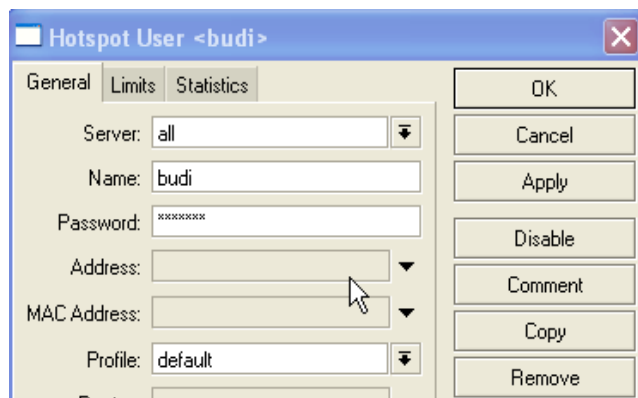 Hotspot User <budi>
General Limits Statistics
Server: all
Name: budi
Password: *******
Address:
MAC Address:
Profile: default
OK
Cancel
Apply
Disable
Comment
Copy
Remove